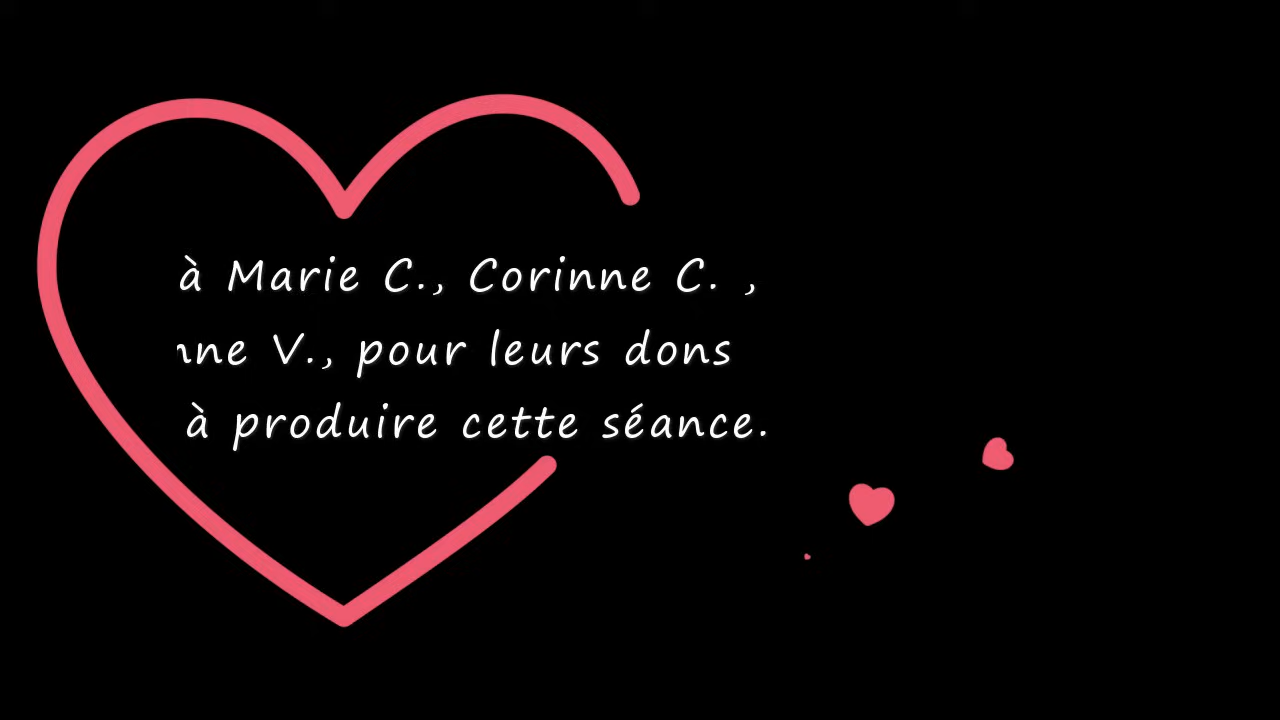 à Marie C., Corinne C. ,
V., pour leurs dons
à produire cette séance.